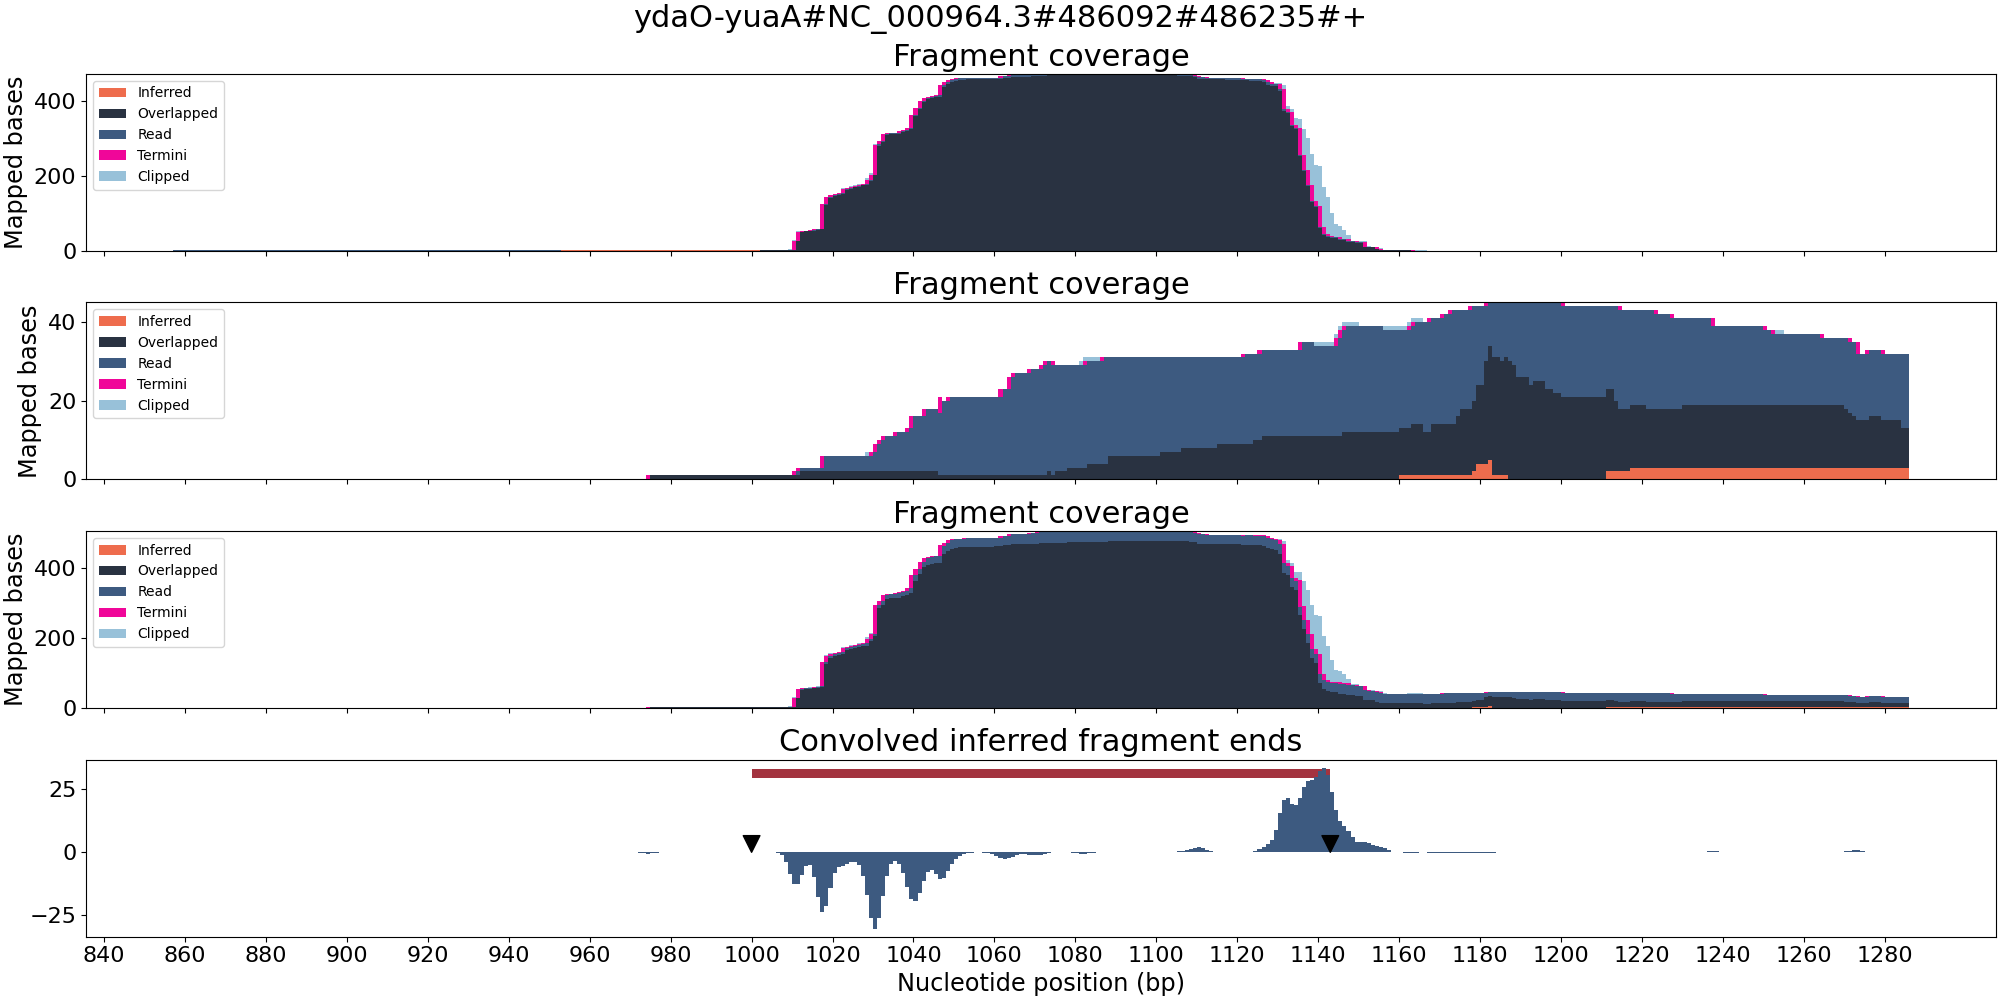 ydaO-yuaA#NC_000964.3#486092#486235#+
Fragment coverage
Mapped bases
400
200
0
Inferred
Overlapped
Read
Termini
Clipped
Fragment coverage
Mapped bases
40
20
0
Inferred
Overlapped
Read
Termini
Clipped
Fragment coverage
Mapped bases
400
200
0
Inferred
Overlapped
Read
Termini
Clipped
Convolved inferred fragment ends
25
0
−25
840 860 880 900 920 940 960 980 1000 1020 1040 1060 1080 1100 1120 1140 1160 1180 1200 1220 1240 1260 1280
Nucleotide position (bp)